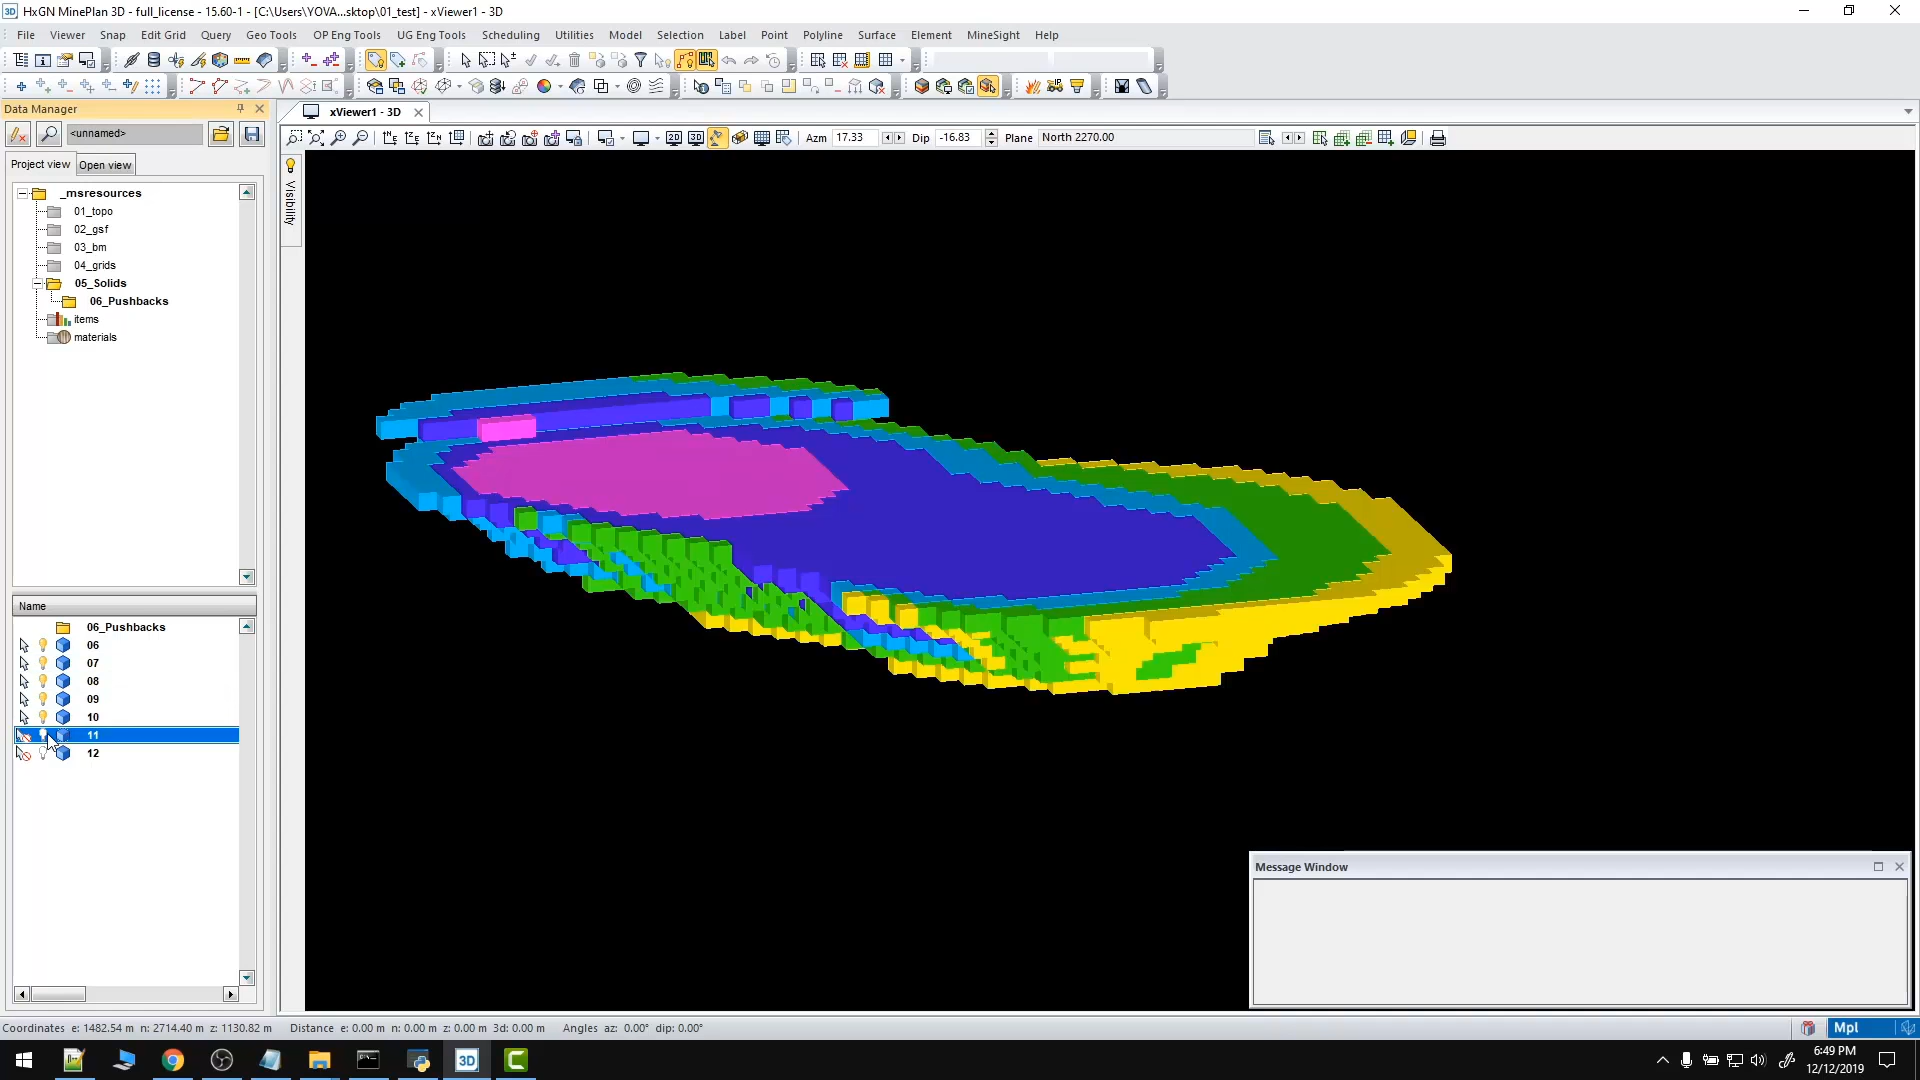 HxGN MinePlan 3D - full_license - 15.60-1 - [C:\Users\YOVA...sktop\01_test] - xViewer1 - 3D
File Viewer Snap Edit Grid Query Geo Tools OP Eng Tools UG Eng Tools Scheduling Utilities Model Selection Label Point Polyline Surface Element MineSight Help
Data Manager
xViewer1 - 3D
<unnamed>
2D 3D Azm 17.33 Dip -16.83 Plane North 2270.00
Project view Open view
Visibility
_msresources
01_topo
02_gsf
03_bm
04_grids
05_Solids
06_Pushbacks
items
materials
Name
06_Pushbacks
06
07
08
09
10
11
12
Message Window
Coordinates e: 1482.54 m n: 2714.40 m z: 1130.82 m Distance e: 0.00 m n: 0.00 m z: 0.00 m 3d: 0.00 m Angles az: 0.00° dip: 0.00°
Mpl
3D
6:49 PM
12/12/2019